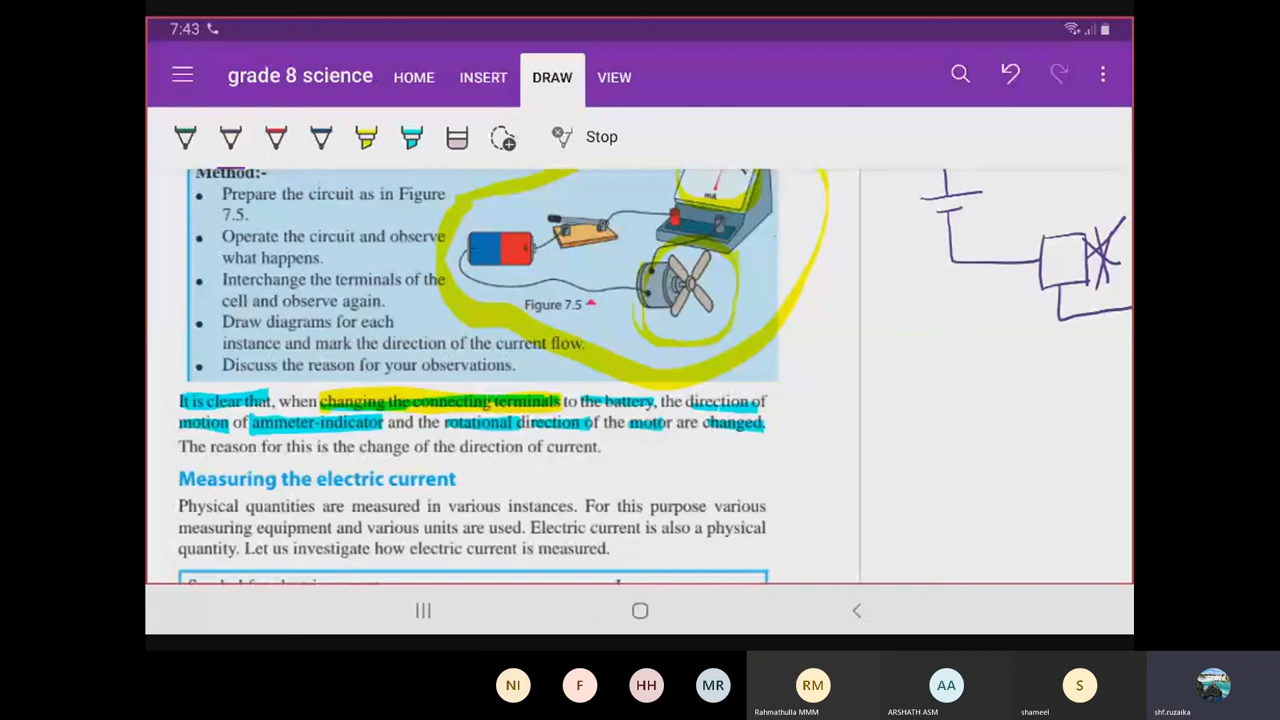 7:43
grade 8 science HOME INSERT DRAW VIEW
Stop
Method:-
• Prepare the circuit as in Figure
7.5.
• Operate the circuit and observe
what happens.
• Interchange the terminals of the
cell and observe again.
• Draw diagrams for each
instance and mark the direction of the current flow.
• Discuss the reason for your observations.
mA
Figure 7.5
It is clear that, when changing the connecting terminals to the battery, the direction of
motion of ammeter-indicator and the rotational direction of the motor are changed.
The reason for this is the change of the direction of current.
Measuring the electric current
Physical quantities are measured in various instances. For this purpose various
measuring equipment and various units are used. Electric current is also a physical
quantity. Let us investigate how electric current is measured.
NI F HH MR RM AA S
Rahmathulla MMM ARSHATH ASM shameel shf.ruzaika